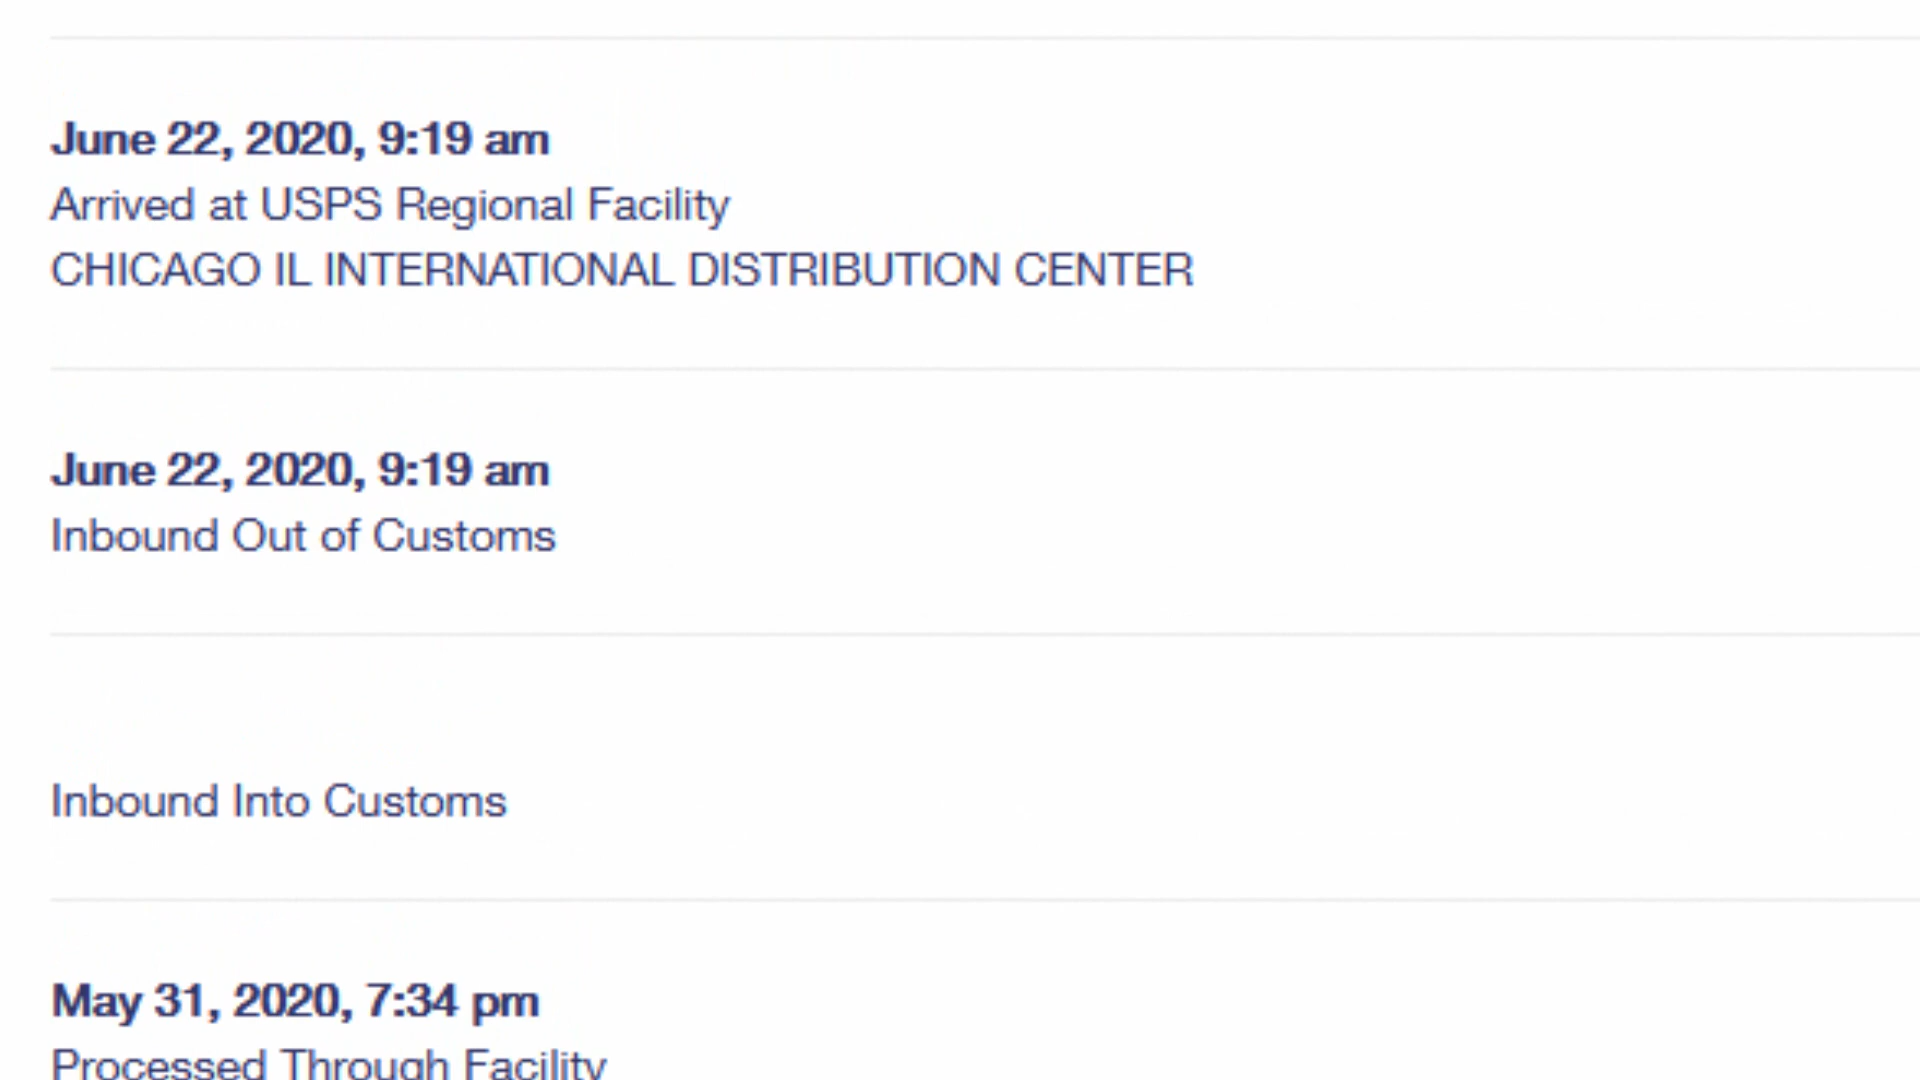 June 22, 2020, 9:19 am
Arrived at USPS Regional Facility
CHICAGO IL INTERNATIONAL DISTRIBUTION CENTER
June 22, 2020, 9:19 am
Inbound Out of Customs
Inbound Into Customs
May 31, 2020, 7:34 pm
Processed Through Facility